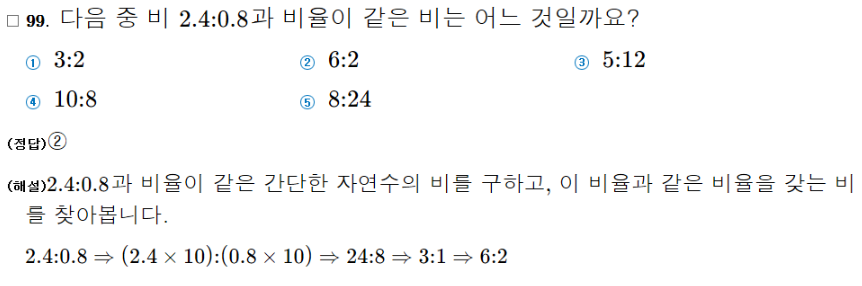 □ 99. 다음 중 비 2.4:0.8과 비율이 같은 비는 어느 것일까요?
① 3:2 ② 6:2 ③ 5:12
④ 10:8 ⑤ 8:24
(정답)②
(해설)2.4:0.8과 비율이 같은 간단한 자연수의 비를 구하고, 이 비율과 같은 비율을 갖는 비
를 찾아봅니다.
2.4:0.8 ⇒ (2.4 × 10):(0.8 × 10) ⇒ 24:8 ⇒ 3:1 ⇒ 6:2